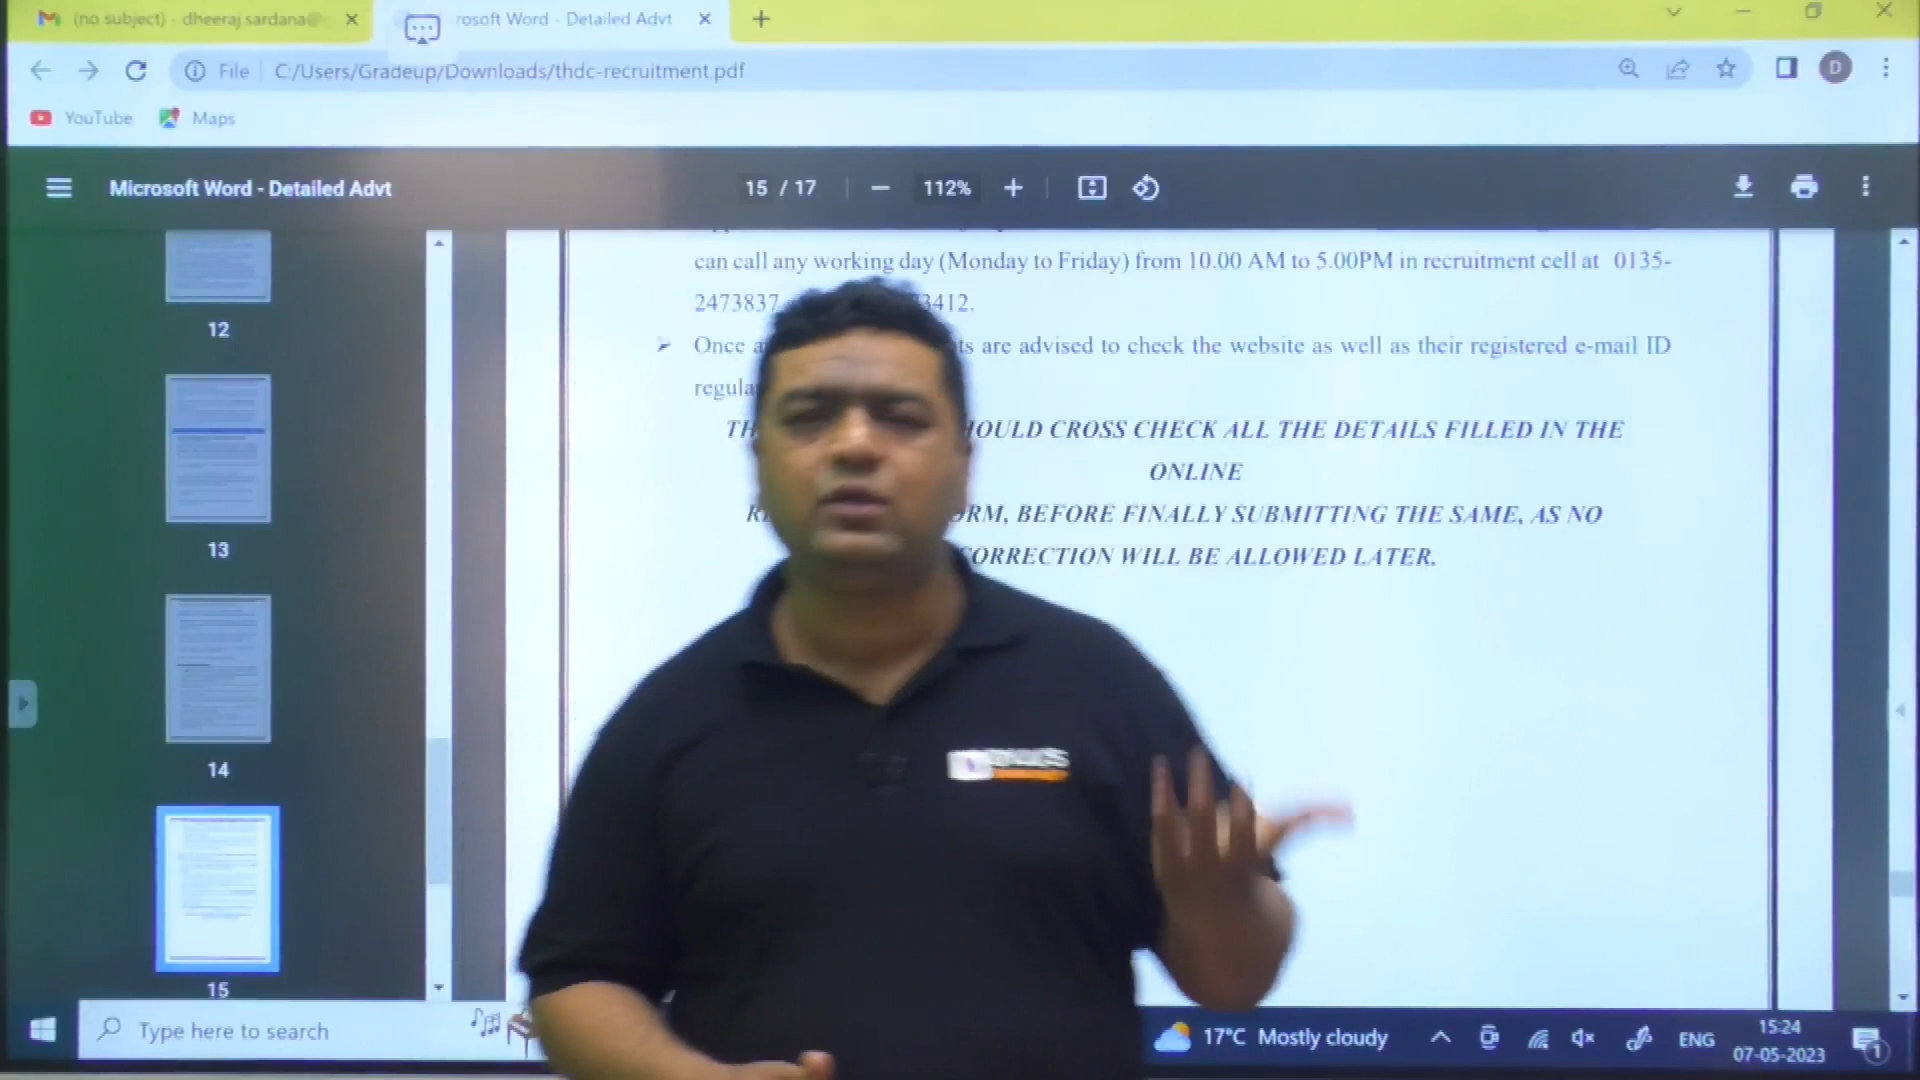 (no subject) - dheeraj.sardana@
rosoft Word - Detailed Advt
File
C:/Users/Gradeup/Downloads/thdc-recruitment.pdf
D
YouTube
Maps
Microsoft Word - Detailed Advt
15 / 17
112%
can call any working day (Monday to Friday) from 10.00 AM to 5.00PM in recruitment cell at 0135-
2473837 3412.
Once a ts are advised to check the website as well as their registered e-mail ID
regula
TH HOULD CROSS CHECK ALL THE DETAILS FILLED IN THE
ONLINE
RE ORM, BEFORE FINALLY SUBMITTING THE SAME, AS NO
CORRECTION WILL BE ALLOWED LATER.
12
13
14
15
Type here to search
17°C Mostly cloudy
ENG
15:24
07-05-2023
1